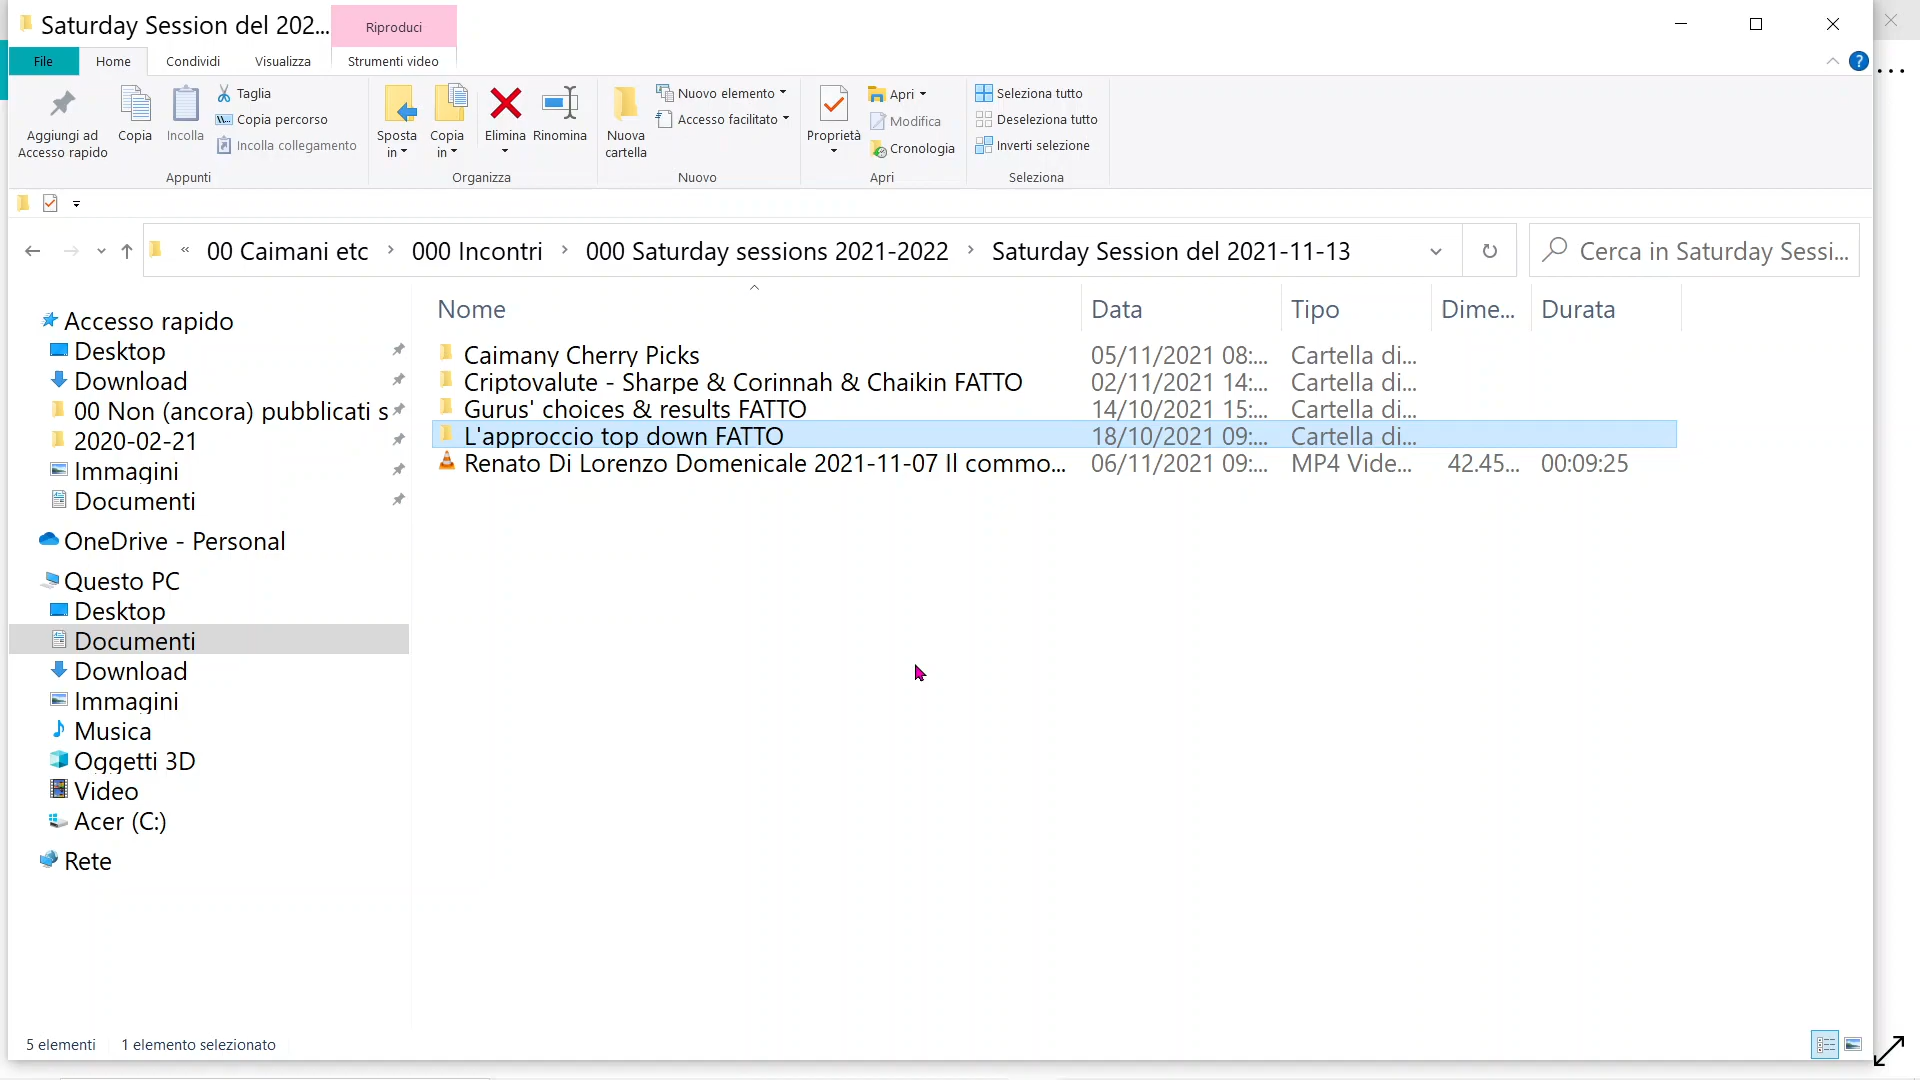 Saturday Session del 202...
Riproduci
File
Home
Condividi
Visualizza
Strumenti video
Aggiungi ad
Accesso rapido
Copia
Incolla
Taglia
Copia percorso
Incolla collegamento
Appunti
Sposta
in
Copia
in
Elimina
Rinomina
Organizza
Nuova
cartella
Nuovo elemento
Accesso facilitato
Nuovo
Proprietà
Apri
Modifica
Cronologia
Apri
Seleziona tutto
Deseleziona tutto
Inverti selezione
Seleziona
« 00 Caimani etc › 000 Incontri › 000 Saturday sessions 2021-2022 › Saturday Session del 2021-11-13
Cerca in Saturday Sessi...
Nome Data Tipo Dime... Durata
Caimany Cherry Picks 05/11/2021 08:... Cartella di...
Criptovalute - Sharpe & Corinnah & Chaikin FATTO 02/11/2021 14:... Cartella di...
Gurus' choices & results FATTO 14/10/2021 15:... Cartella di...
L'approccio top down FATTO 18/10/2021 09:... Cartella di...
Renato Di Lorenzo Domenicale 2021-11-07 Il commo... 06/11/2021 09:... MP4 Vide... 42.45... 00:09:25
Accesso rapido
Desktop
Download
00 Non (ancora) pubblicati s
2020-02-21
Immagini
Documenti
OneDrive - Personal
Questo PC
Desktop
Documenti
Download
Immagini
Musica
Oggetti 3D
Video
Acer (C:)
Rete
5 elementi
1 elemento selezionato